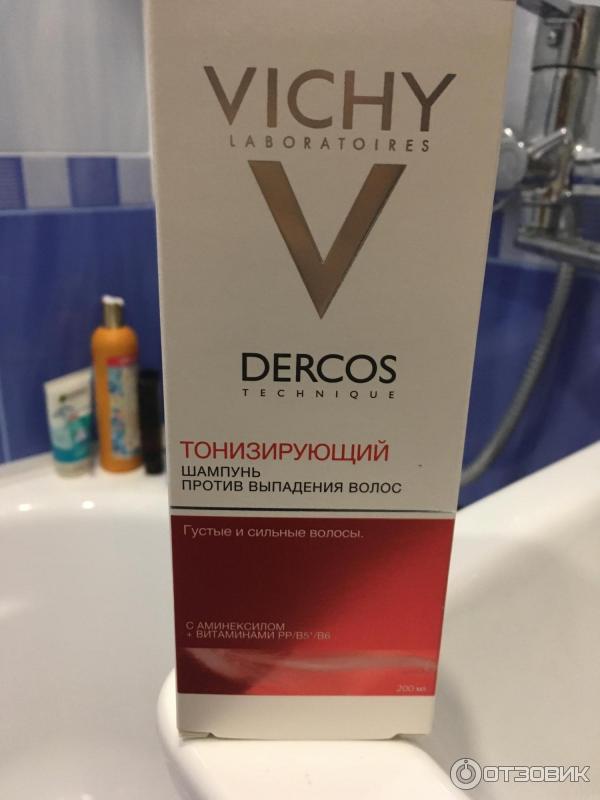 VICHY
LABORATOIRES
V
DERCOS
TECHNIQUE
ТОНИЗИРУЮЩИЙ
ШАМПУНЬ
ПРОТИВ ВЫПАДЕНИЯ ВОЛОС
Густые и сильные волосы.
С АМИНЕКСИЛОМ
+ ВИТАМИНАМИ PP/B5*/B6
200 мл
ОТЗОВИК